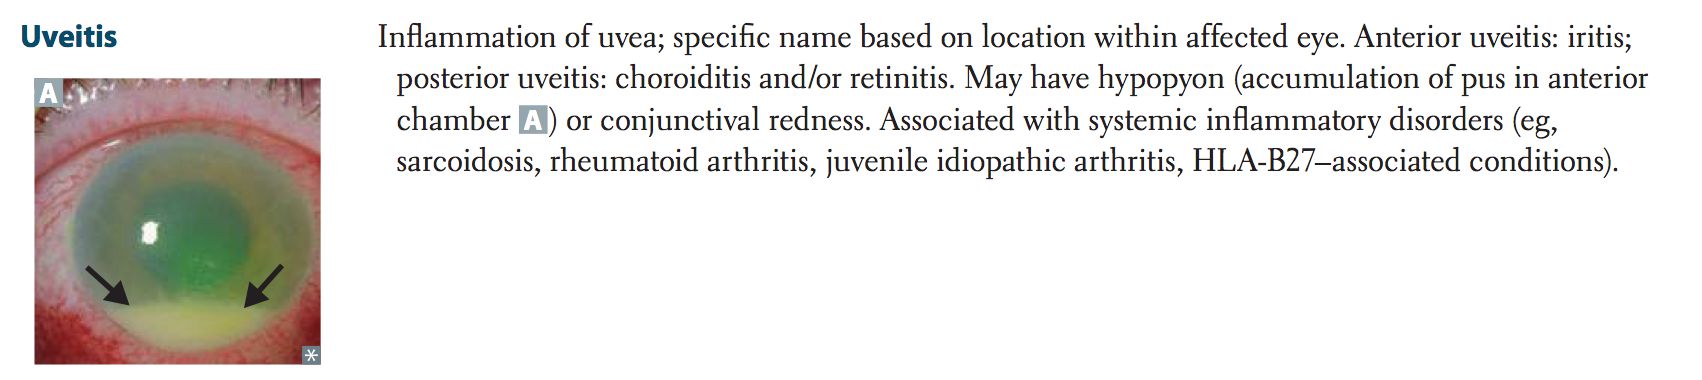 Uveitis
Inflammation of uvea; specific name based on location within affected eye. Anterior uveitis: iritis;
posterior uveitis: choroiditis and/or retinitis. May have hypopyon (accumulation of pus in anterior
chamber A) or conjunctival redness. Associated with systemic inflammatory disorders (eg,
sarcoidosis, rheumatoid arthritis, juvenile idiopathic arthritis, HLA-B27–associated conditions).
A